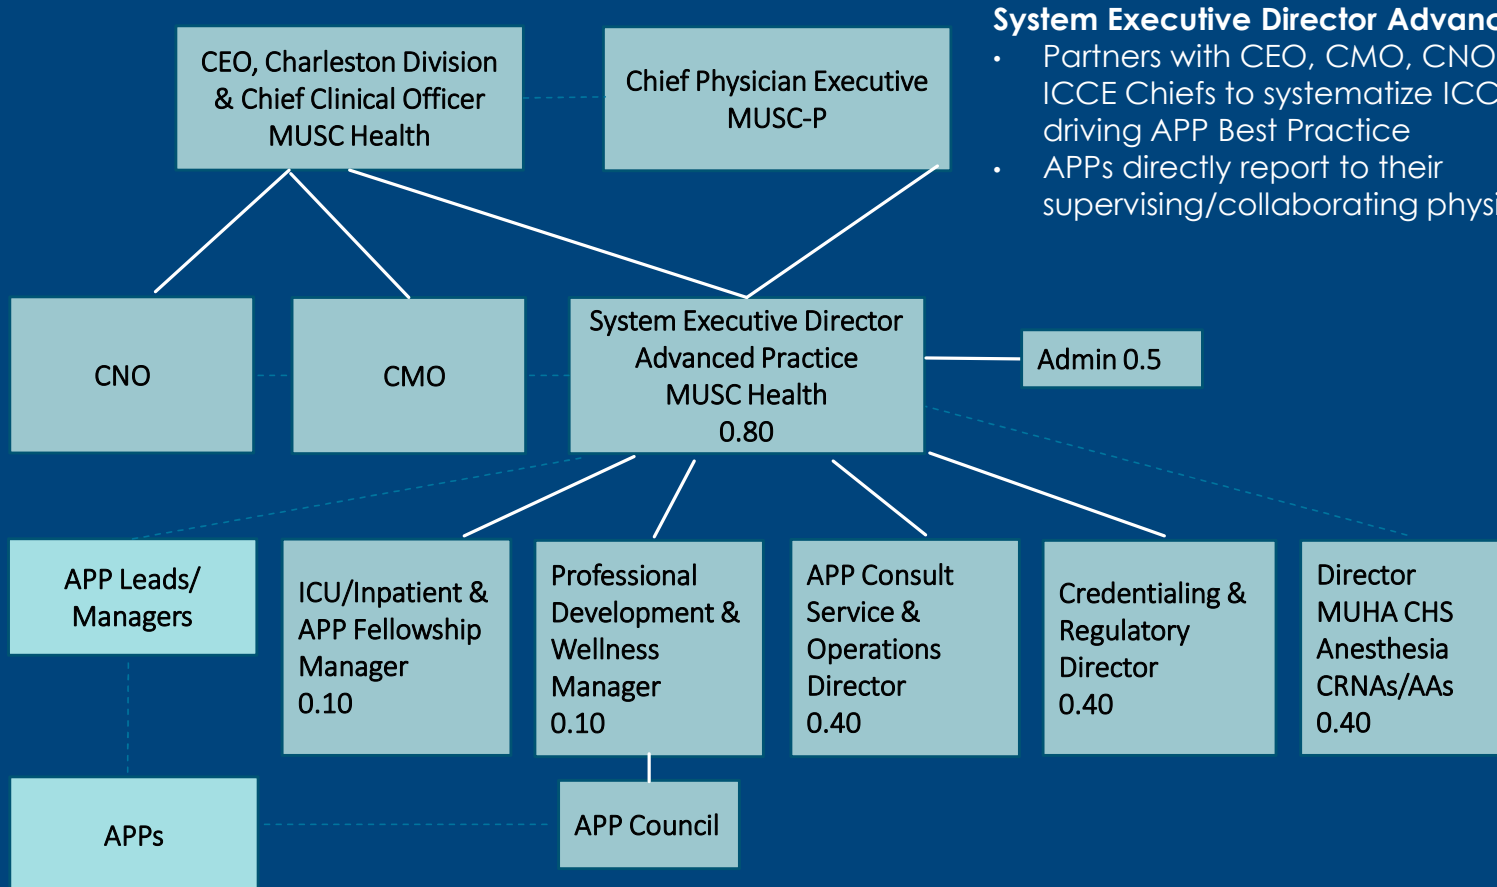 CEO, Charleston Division
& Chief Clinical Officer
MUSC Health
Chief Physician Executive
MUSC-P
System Executive Director
• Partners with CEO, CMO, CNO
ICCE Chiefs to systematize
driving APP Best Practice
• APPs directly report to their
supervising/collaborating
CNO
CMO
System Executive Director
Advanced Practice
MUSC Health
0.80
Admin 0.5
APP Leads/
Managers
ICU/Inpatient &
APP Fellowship
Manager
0.10
Professional
Development &
Wellness
Manager
0.10
APP Consult
Service &
Operations
Director
0.40
Credentialing &
Regulatory
Director
0.40
Director
MUHA CHS
Anesthesia
CRNAs/AAs
0.40
APPs
APP Council